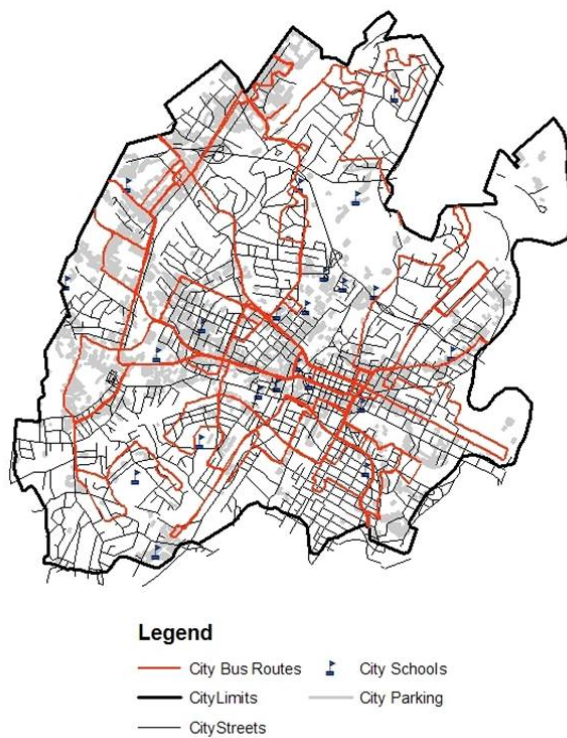 Legend
City Bus Routes
City Schools
CityLimits
City Parking
CityStreets